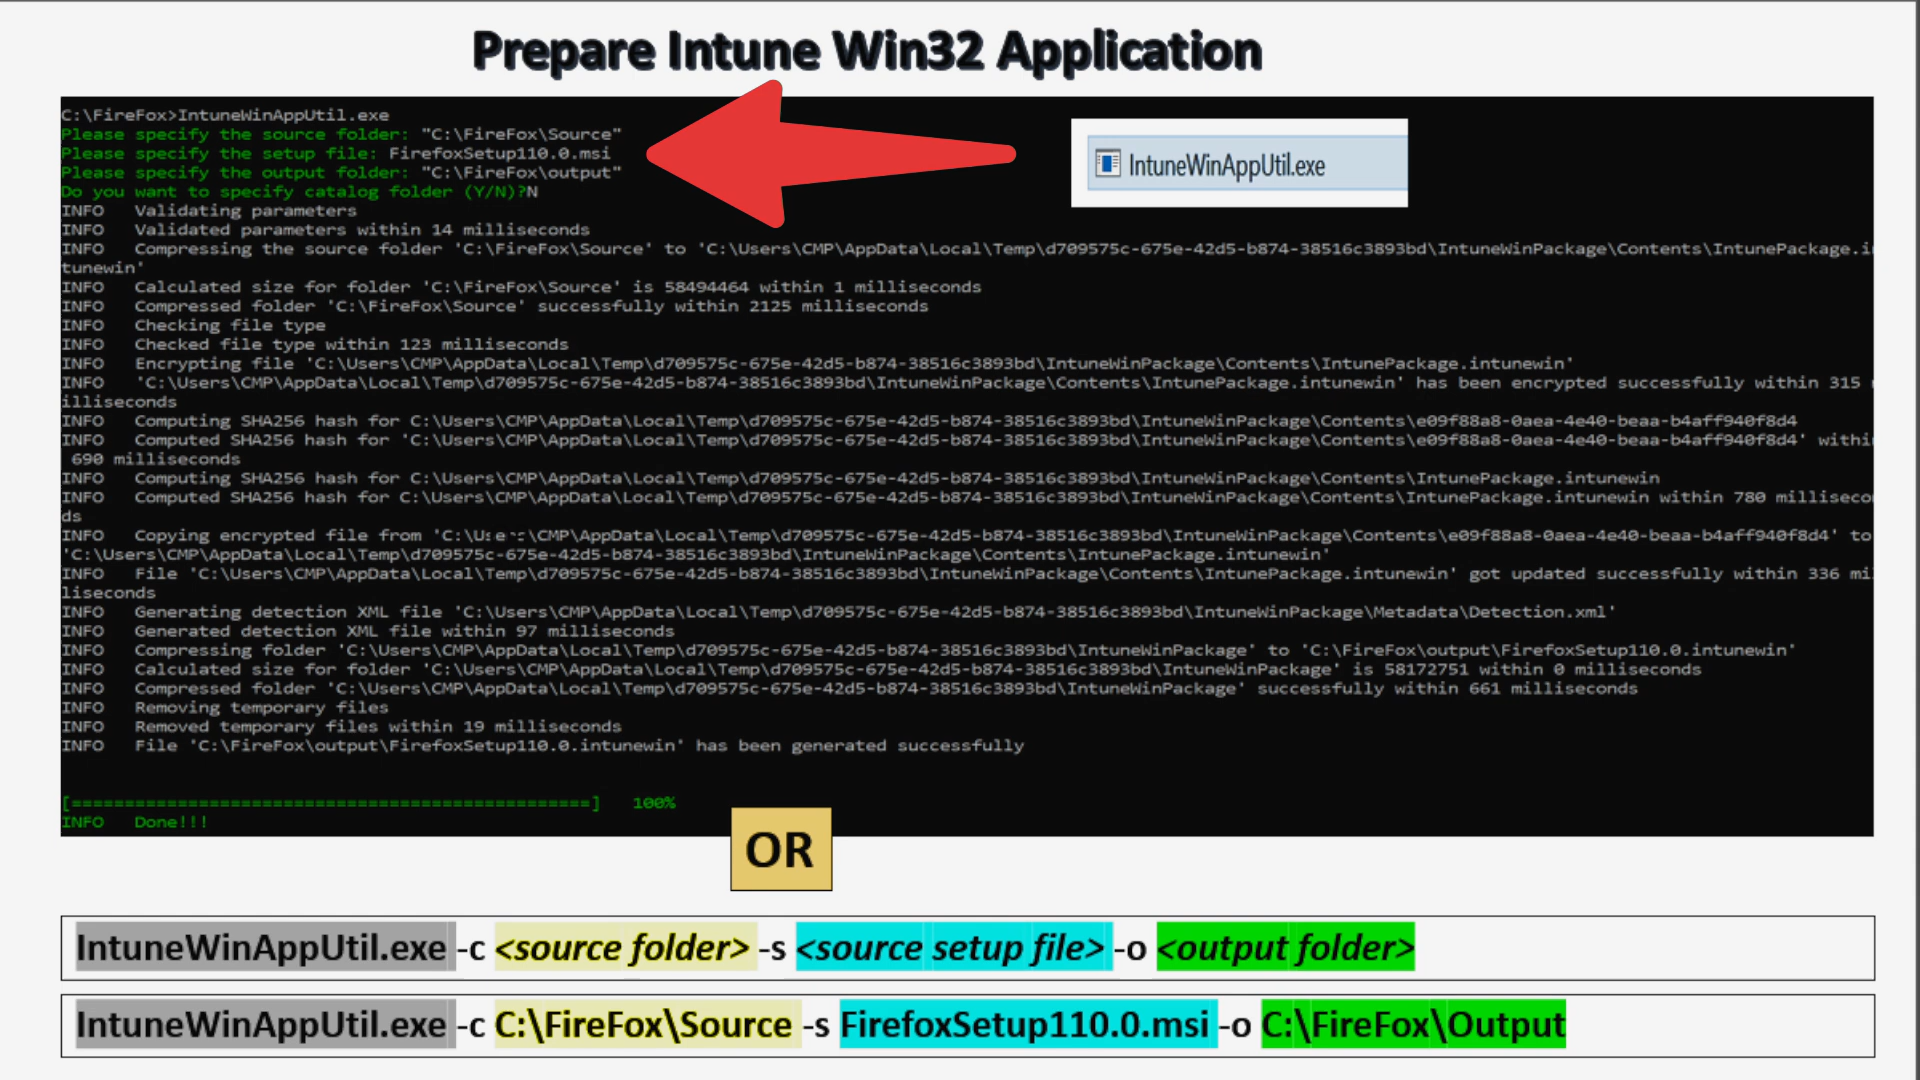 Prepare Intune Win32 Application
C:\FireFox>IntuneWinAppUtil.exe
Please specify the source folder: "C:\FireFox\Source"
Please specify the setup file: FirefoxSetup110.0.msi
Please specify the output folder: "C:\FireFox\output"
Do you want to specify catalog folder (Y/N)?N
IntuneWinAppUtil.exe
INFO   Validating parameters
INFO   Validated parameters within 14 milliseconds
INFO   Compressing the source folder 'C:\FireFox\Source' to 'C:\Users\CMP\AppData\Local\Temp\d709575c-675e-42d5-b874-38516c3893bd\IntuneWinPackage\Contents\IntunePackage.in
tunewin'
INFO   Calculated size for folder 'C:\FireFox\Source' is 58494464 within 1 milliseconds
INFO   Compressed folder 'C:\FireFox\Source' successfully within 2125 milliseconds
INFO   Checking file type
INFO   Checked file type within 123 milliseconds
INFO   Encrypting file 'C:\Users\CMP\AppData\Local\Temp\d709575c-675e-42d5-b874-38516c3893bd\IntuneWinPackage\Contents\IntunePackage.intunewin'
INFO   'C:\Users\CMP\AppData\Local\Temp\d709575c-675e-42d5-b874-38516c3893bd\IntuneWinPackage\Contents\IntunePackage.intunewin' has been encrypted successfully within 315
illiseconds
INFO   Computing SHA256 hash for C:\Users\CMP\AppData\Local\Temp\d709575c-675e-42d5-b874-38516c3893bd\IntuneWinPackage\Contents\e09f88a8-0aea-4e40-beaa-b4aff940f8d4
INFO   Computed SHA256 hash for 'C:\Users\CMP\AppData\Local\Temp\d709575c-675e-42d5-b874-38516c3893bd\IntuneWinPackage\Contents\e09f88a8-0aea-4e40-beaa-b4aff940f8d4' withi
690 milliseconds
INFO   Computing SHA256 hash for C:\Users\CMP\AppData\Local\Temp\d709575c-675e-42d5-b874-38516c3893bd\IntuneWinPackage\Contents\IntunePackage.intunewin
INFO   Computed SHA256 hash for C:\Users\CMP\AppData\Local\Temp\d709575c-675e-42d5-b874-38516c3893bd\IntuneWinPackage\Contents\IntunePackage.intunewin within 780 milliseco
ds
INFO   Copying encrypted file from 'C:\Users\CMP\AppData\Local\Temp\d709575c-675e-42d5-b874-38516c3893bd\IntuneWinPackage\Contents\e09f88a8-0aea-4e40-beaa-b4aff940f8d4' to
'C:\Users\CMP\AppData\Local\Temp\d709575c-675e-42d5-b874-38516c3893bd\IntuneWinPackage\Contents\IntunePackage.intunewin'
INFO   File 'C:\Users\CMP\AppData\Local\Temp\d709575c-675e-42d5-b874-38516c3893bd\IntuneWinPackage\Contents\IntunePackage.intunewin' got updated successfully within 336 mi
lliseconds
INFO   Generating detection XML file 'C:\Users\CMP\AppData\Local\Temp\d709575c-675e-42d5-b874-38516c3893bd\IntuneWinPackage\Metadata\Detection.xml'
INFO   Generated detection XML file within 97 milliseconds
INFO   Compressing folder 'C:\Users\CMP\AppData\Local\Temp\d709575c-675e-42d5-b874-38516c3893bd\IntuneWinPackage' to 'C:\FireFox\output\FirefoxSetup110.0.intunewin'
INFO   Calculated size for folder 'C:\Users\CMP\AppData\Local\Temp\d709575c-675e-42d5-b874-38516c3893bd\IntuneWinPackage' is 58172751 within 0 milliseconds
INFO   Compressed folder 'C:\Users\CMP\AppData\Local\Temp\d709575c-675e-42d5-b874-38516c3893bd\IntuneWinPackage' successfully within 661 milliseconds
INFO   Removing temporary files
INFO   Removed temporary files within 19 milliseconds
INFO   File 'C:\FireFox\output\FirefoxSetup110.0.intunewin' has been generated successfully
[=================================================]   100%
INFO   Done!!!
OR
IntuneWinAppUtil.exe -c <source folder> -s <source setup file> -o <output folder>
IntuneWinAppUtil.exe -c C:\FireFox\Source -s FirefoxSetup110.0.msi -o C:\FireFox\Output